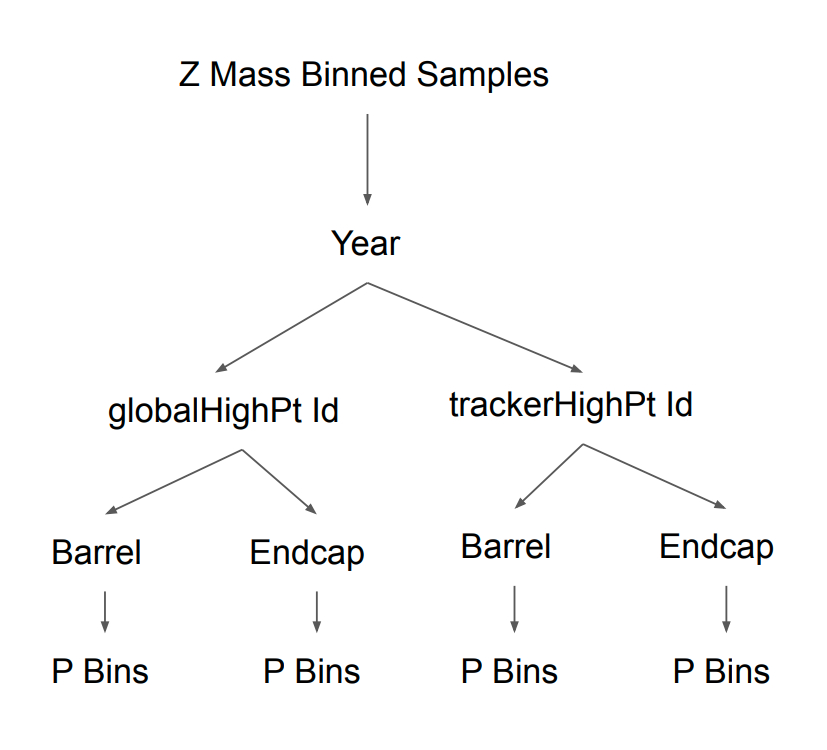 Z Mass Binned Samples
Year
globalHighPt Id
trackerHighPt Id
Barrel
Endcap
Barrel
Endcap
P Bins
P Bins
P Bins
P Bins